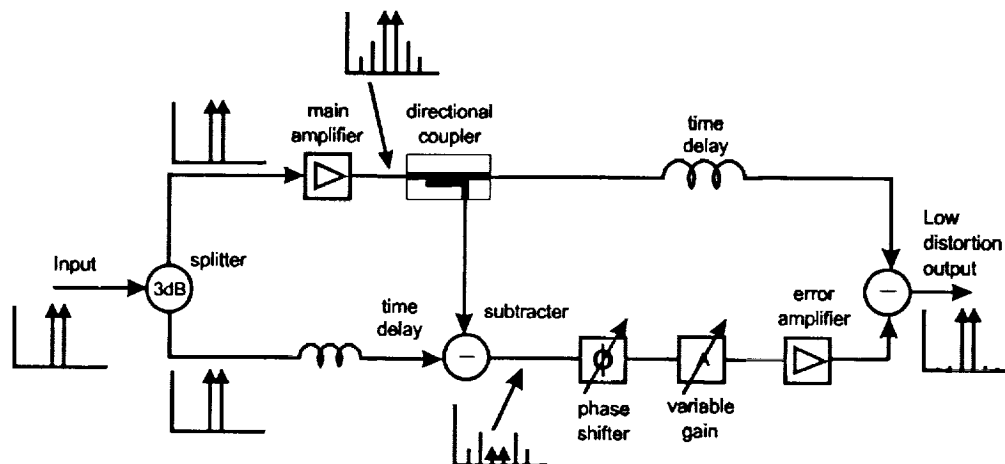 main
amplifier
directional
coupler
time
delay
Input
3dB
splitter
time
delay
subtracter
Low
distortion
output
error
amplifier
ϕ
A
phase
shifter
variable
gain